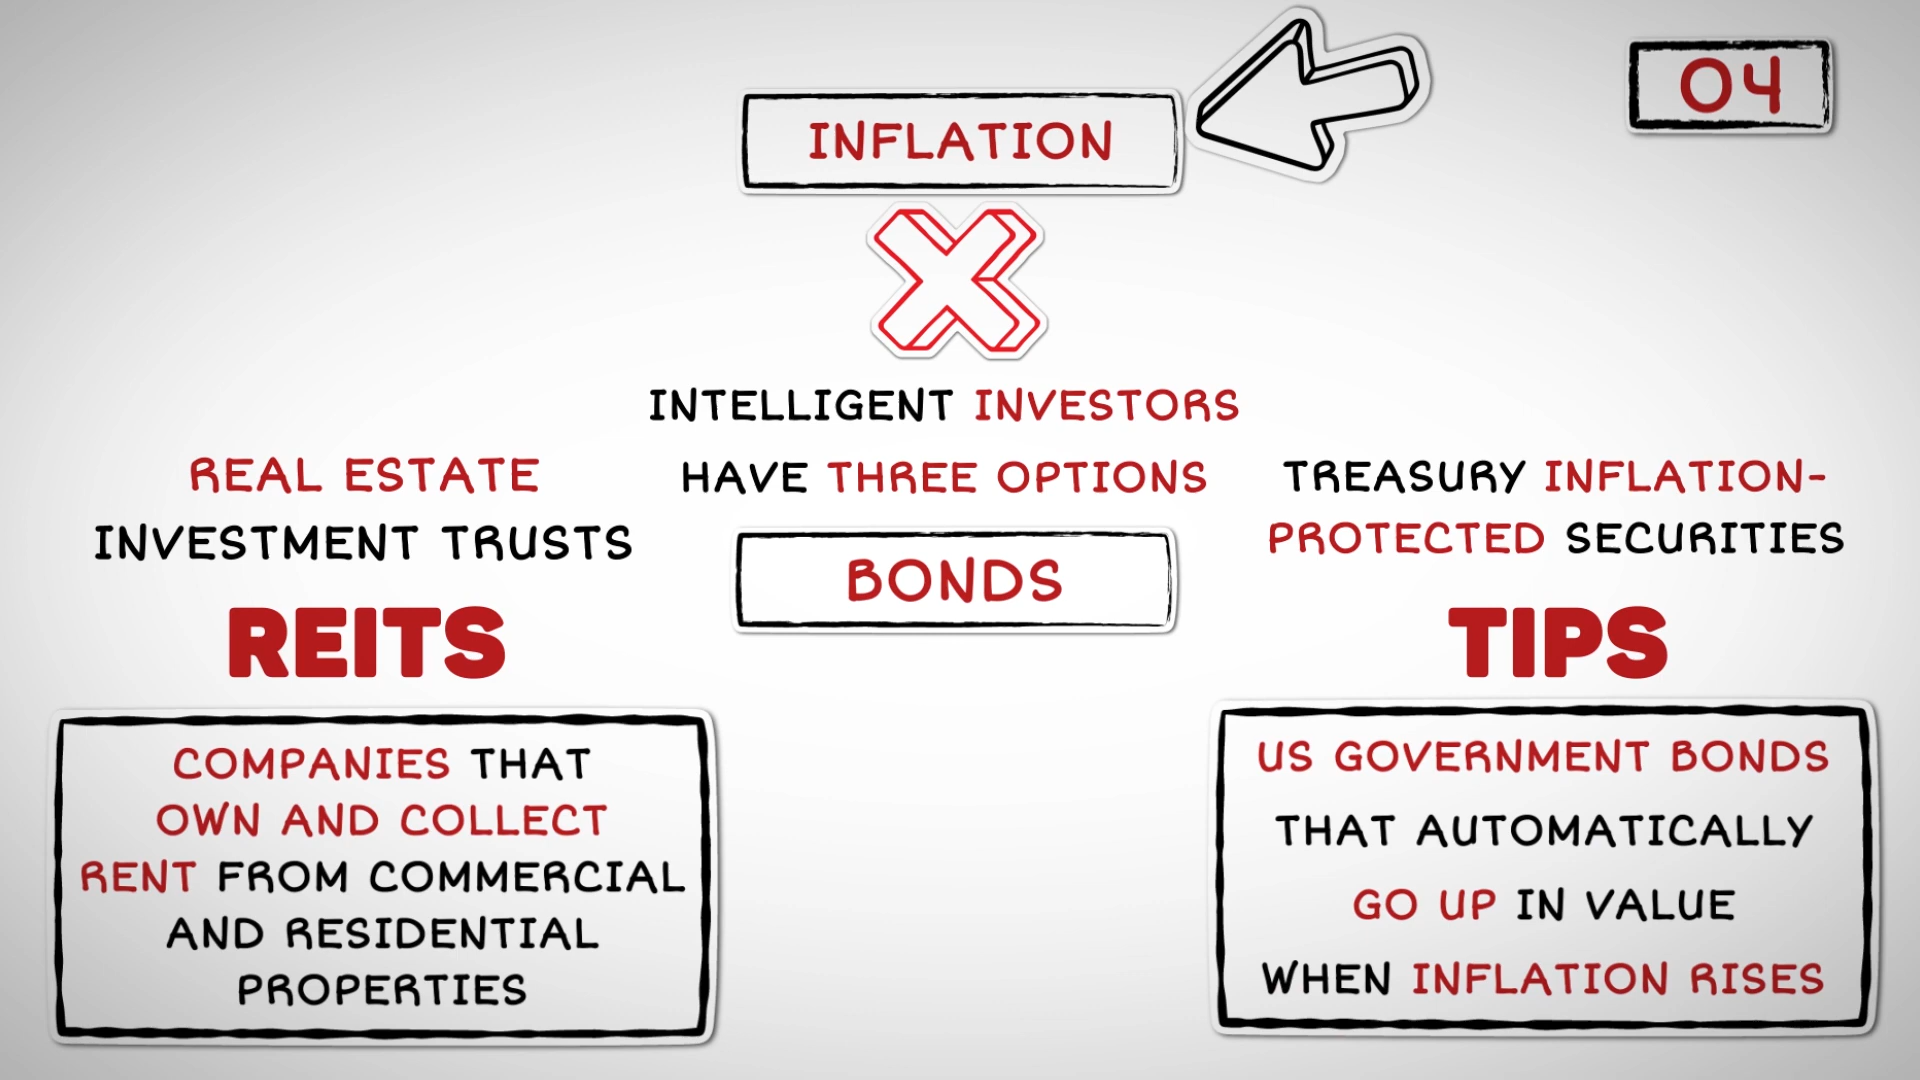 04
INFLATION
INTELLIGENT INVESTORS
HAVE THREE OPTIONS
REAL ESTATE
INVESTMENT TRUSTS
REITS
COMPANIES THAT
OWN AND COLLECT
RENT FROM COMMERCIAL
AND RESIDENTIAL
PROPERTIES
BONDS
TREASURY INFLATION-
PROTECTED SECURITIES
TIPS
US GOVERNMENT BONDS
THAT AUTOMATICALLY
GO UP IN VALUE
WHEN INFLATION RISES